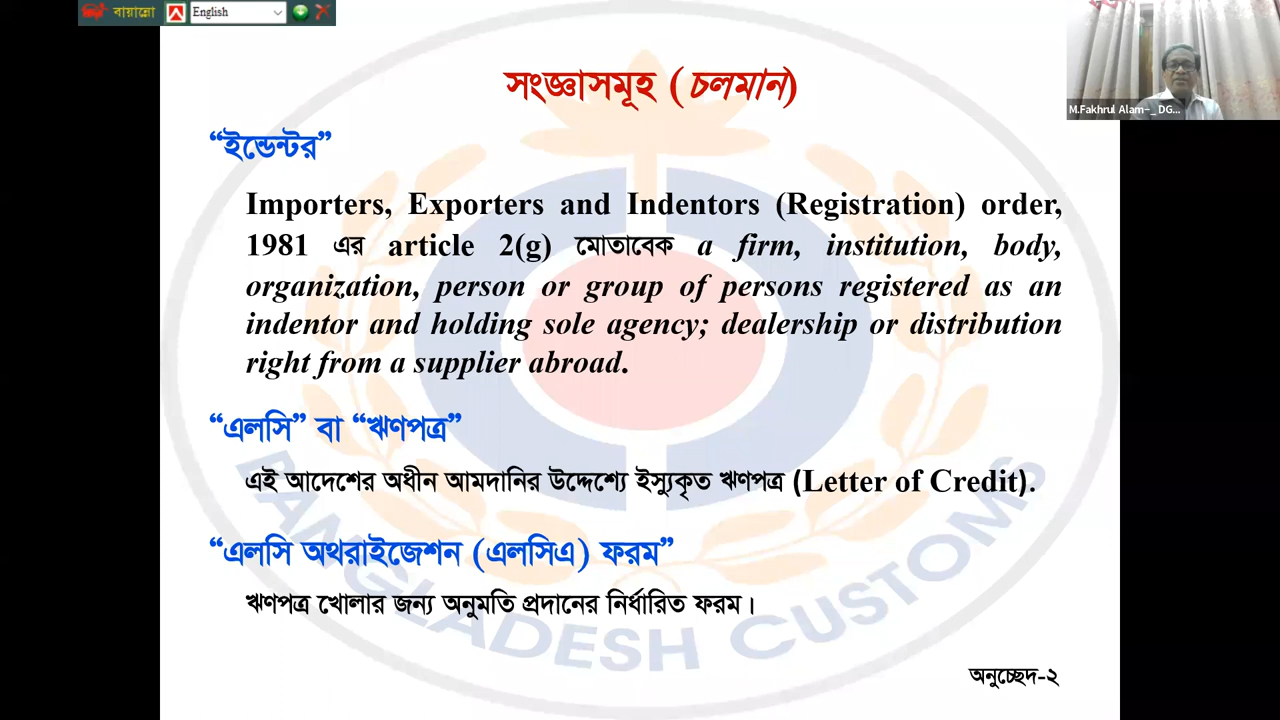 বায়ান্নো
English
M.Fakhrul Alam-_ DG...
সংজ্ঞাসমূহ (চলমান)
“ইন্ডেন্টর”
Importers, Exporters and Indentors (Registration) order,
1981 এর article 2(g) মোতাবেক a firm, institution, body,
organization, person or group of persons registered as an
indentor and holding sole agency; dealership or distribution
right from a supplier abroad.
“এলসি” বা “ঋণপত্র”
এই আদেশের অধীন আমদানির উদ্দেশ্যে ইস্যুকৃত ঋণপত্র (Letter of Credit).
“এলসি অথরাইজেশন (এলসিএ) ফরম”
ঋণপত্র খোলার জন্য অনুমতি প্রদানের নির্ধারিত ফরম।
BANGLADESH CUSTOMS
অনুচ্ছেদ-২